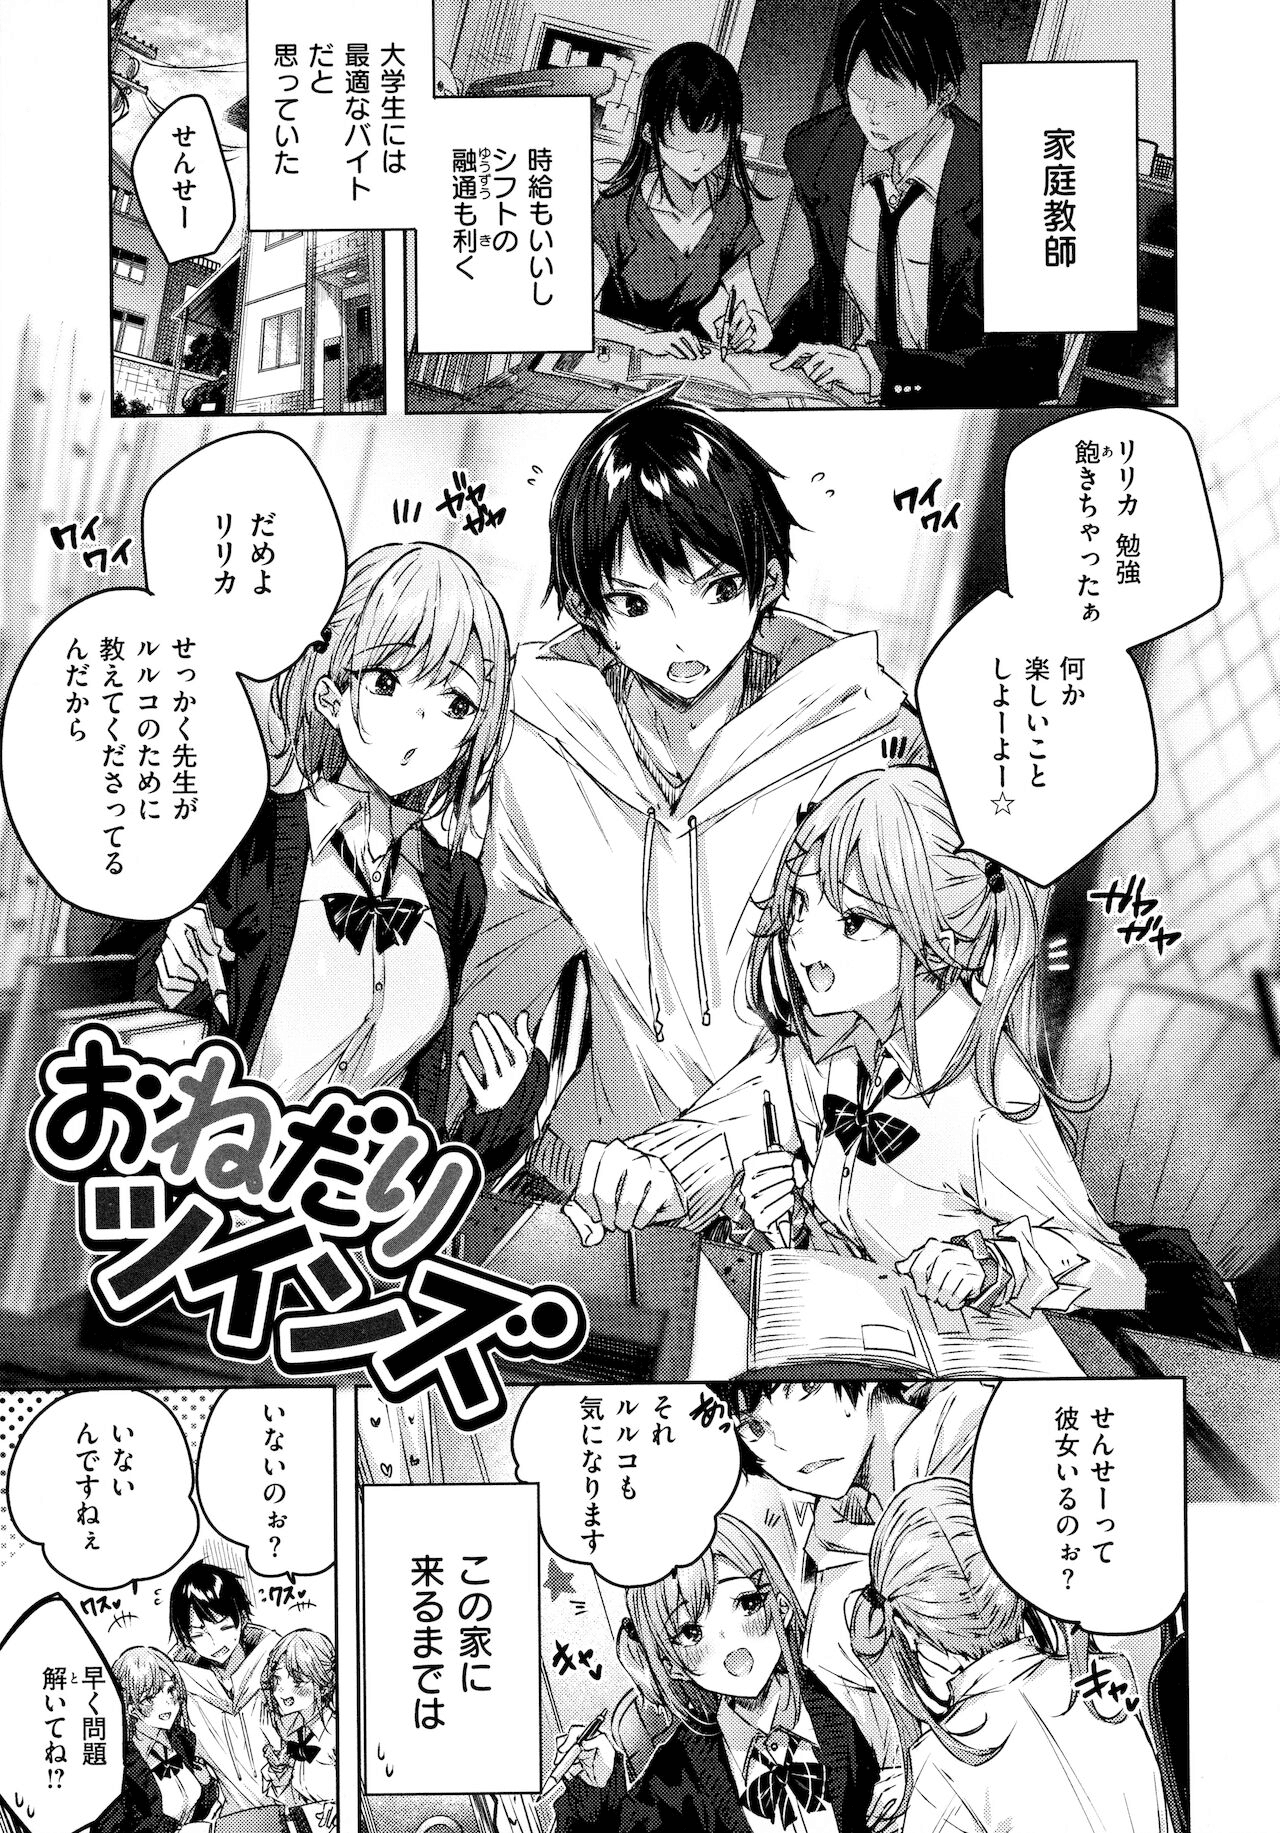 家庭教師
時給もいいし
シフトの
融通も利く
ゆうずう
き
大学生には
最適なバイト
だと
思っていた
せんせー
リリカ 勉強
飽きちゃったぁ
あ
何か
楽しいこと
しよーよー☆
ワイ
ワイ
ガヤ
ガヤ
だめよ
リリカ
せっかく先生が
ルルコのために
教えてくださってる
んだから
ワイ
ワイ
ガヤ
ガヤ
おねだり
ツインズ
せんせーって
彼女いるのぉ?
あっ
それ
ルルコも
気になります
キャ♥
キャ♥
この家に
来るまでは
いないのぉ?
いない
んですねぇ
クス♥
クス♥
早く問題
解いてね!?
と